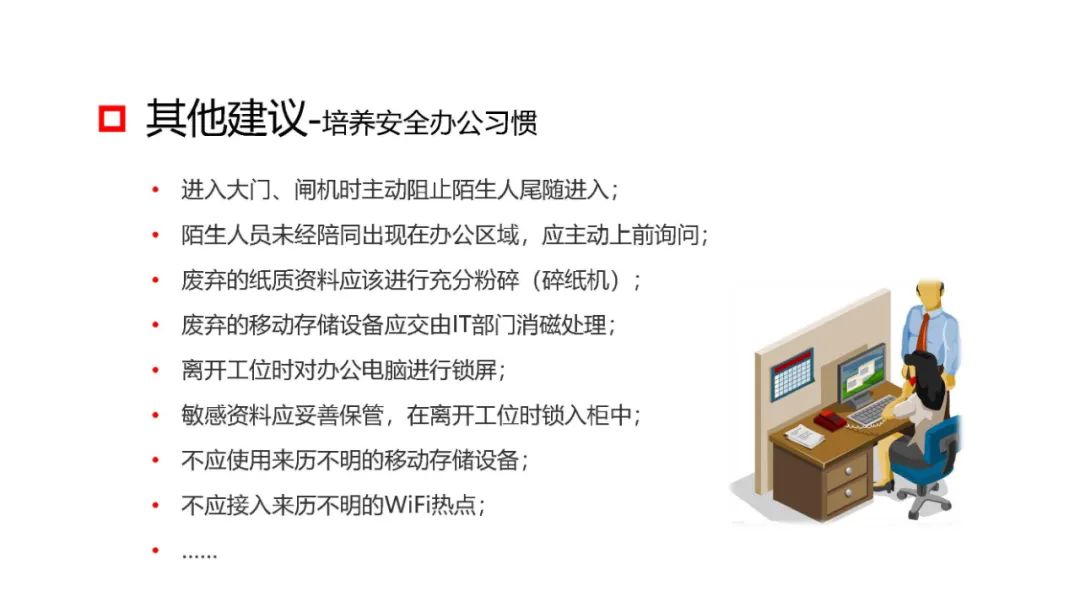 其他建议-培养安全办公习惯
• 进入大门、闸机时主动阻止陌生人尾随进入；
• 陌生人员未经陪同出现在办公区域，应主动上前询问；
• 废弃的纸质资料应该进行充分粉碎（碎纸机）；
• 废弃的移动存储设备应交由IT部门消磁处理；
• 离开工位时对办公电脑进行锁屏；
• 敏感资料应妥善保管，在离开工位时锁入柜中；
• 不应使用来历不明的移动存储设备；
• 不应接入来历不明的WiFi热点；
• ……